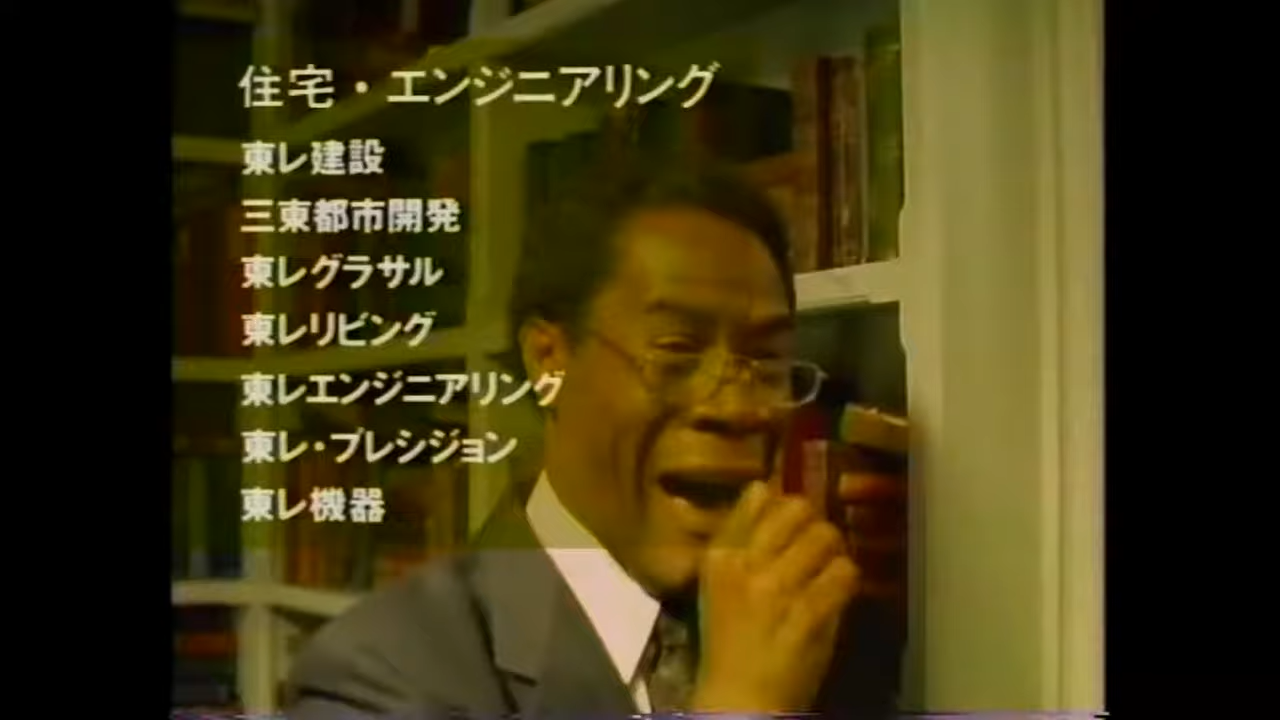 住宅・エンジニアリング
東レ建設
三東都市開発
東レグラサル
東レリビング
東レエンジニアリング
東レ・プレシジョン
東レ機器